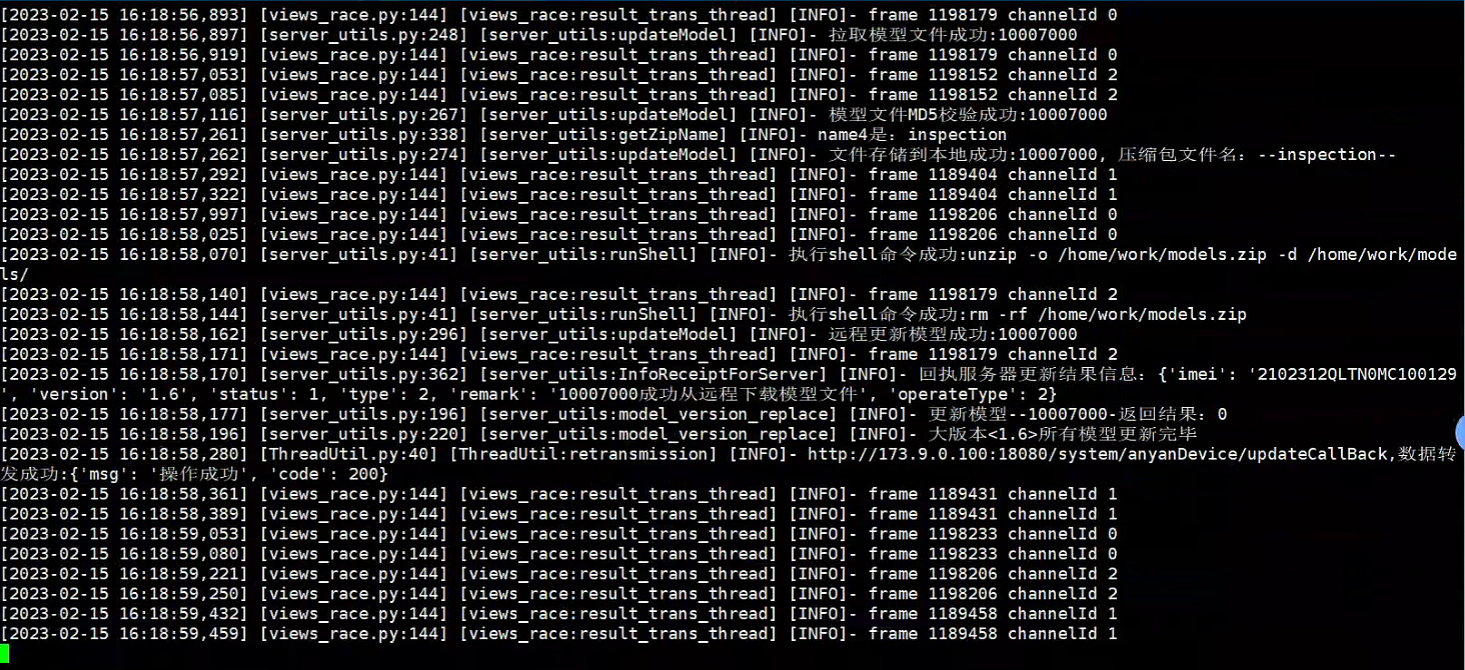 [2023-02-15 16:18:56,893] [views_race.py:144] [views_race:result_trans_thread] [INFO]- frame 1198179 channelId 0
[2023-02-15 16:18:56,897] [server_utils.py:248] [server_utils:updateModel] [INFO]- 拉取模型文件成功:10007000
[2023-02-15 16:18:56,919] [views_race.py:144] [views_race:result_trans_thread] [INFO]- frame 1198179 channelId 0
[2023-02-15 16:18:57,053] [views_race.py:144] [views_race:result_trans_thread] [INFO]- frame 1198152 channelId 2
[2023-02-15 16:18:57,085] [views_race.py:144] [views_race:result_trans_thread] [INFO]- frame 1198152 channelId 2
[2023-02-15 16:18:57,116] [server_utils.py:267] [server_utils:updateModel] [INFO]- 模型文件MD5校验成功:10007000
[2023-02-15 16:18:57,261] [server_utils.py:338] [server_utils:getZipName] [INFO]- name4是：inspection
[2023-02-15 16:18:57,262] [server_utils.py:274] [server_utils:updateModel] [INFO]- 文件存储到本地成功:10007000, 压缩包文件名：--inspection--
[2023-02-15 16:18:57,292] [views_race.py:144] [views_race:result_trans_thread] [INFO]- frame 1189404 channelId 1
[2023-02-15 16:18:57,322] [views_race.py:144] [views_race:result_trans_thread] [INFO]- frame 1189404 channelId 1
[2023-02-15 16:18:57,997] [views_race.py:144] [views_race:result_trans_thread] [INFO]- frame 1198206 channelId 0
[2023-02-15 16:18:58,025] [views_race.py:144] [views_race:result_trans_thread] [INFO]- frame 1198206 channelId 0
[2023-02-15 16:18:58,070] [server_utils.py:41] [server_utils:runShell] [INFO]- 执行shell命令成功:unzip -o /home/work/models.zip -d /home/work/mode
ls/
[2023-02-15 16:18:58,140] [views_race.py:144] [views_race:result_trans_thread] [INFO]- frame 1198179 channelId 2
[2023-02-15 16:18:58,144] [server_utils.py:41] [server_utils:runShell] [INFO]- 执行shell命令成功:rm -rf /home/work/models.zip
[2023-02-15 16:18:58,162] [server_utils.py:296] [server_utils:updateModel] [INFO]- 远程更新模型成功:10007000
[2023-02-15 16:18:58,171] [views_race.py:144] [views_race:result_trans_thread] [INFO]- frame 1198179 channelId 2
[2023-02-15 16:18:58,170] [server_utils.py:362] [server_utils:InfoReceiptForServer] [INFO]- 回执服务器更新结果信息：{'imei': '2102312QLTN0MC100129
', 'version': '1.6', 'status': 1, 'type': 2, 'remark': '10007000成功从远程下载模型文件', 'operateType': 2}
[2023-02-15 16:18:58,177] [server_utils.py:196] [server_utils:model_version_replace] [INFO]- 更新模型--10007000-返回结果：0
[2023-02-15 16:18:58,196] [server_utils.py:220] [server_utils:model_version_replace] [INFO]- 大版本<1.6>所有模型更新完毕
[2023-02-15 16:18:58,280] [ThreadUtil.py:40] [ThreadUtil:retransmission] [INFO]- http://173.9.0.100:18080/system/anyanDevice/updateCallBack,数据转
发成功:{'msg': '操作成功', 'code': 200}
[2023-02-15 16:18:58,361] [views_race.py:144] [views_race:result_trans_thread] [INFO]- frame 1189431 channelId 1
[2023-02-15 16:18:58,389] [views_race.py:144] [views_race:result_trans_thread] [INFO]- frame 1189431 channelId 1
[2023-02-15 16:18:59,053] [views_race.py:144] [views_race:result_trans_thread] [INFO]- frame 1198233 channelId 0
[2023-02-15 16:18:59,080] [views_race.py:144] [views_race:result_trans_thread] [INFO]- frame 1198233 channelId 0
[2023-02-15 16:18:59,221] [views_race.py:144] [views_race:result_trans_thread] [INFO]- frame 1198206 channelId 2
[2023-02-15 16:18:59,250] [views_race.py:144] [views_race:result_trans_thread] [INFO]- frame 1198206 channelId 2
[2023-02-15 16:18:59,432] [views_race.py:144] [views_race:result_trans_thread] [INFO]- frame 1189458 channelId 1
[2023-02-15 16:18:59,459] [views_race.py:144] [views_race:result_trans_thread] [INFO]- frame 1189458 channelId 1